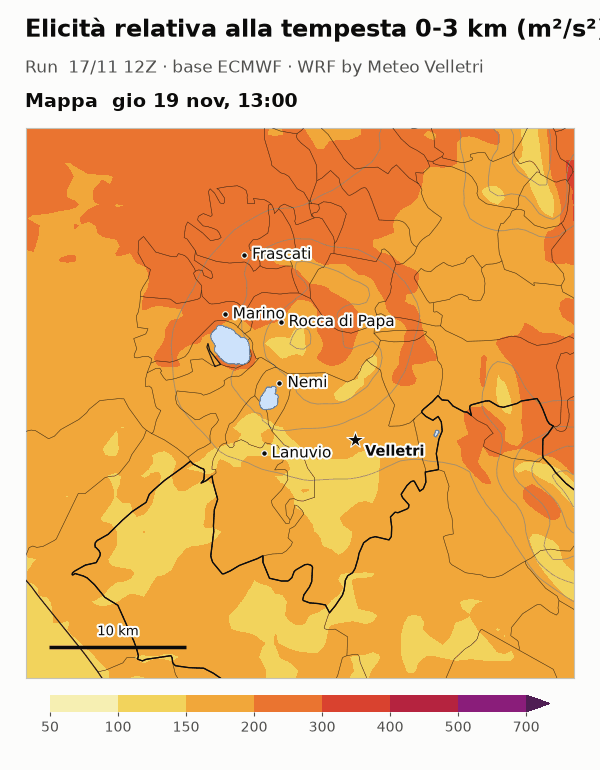 Elicità relativa alla tempesta 0-3 km (m²/s²)
Run 17/11 12Z · base ECMWF · WRF by Meteo Velletri
Mappa gio 19 nov, 13:00
Frascati
Marino
Rocca di Papa
Nemi
Velletri
Lanuvio
10 km
50 100 150 200 300 400 500 700